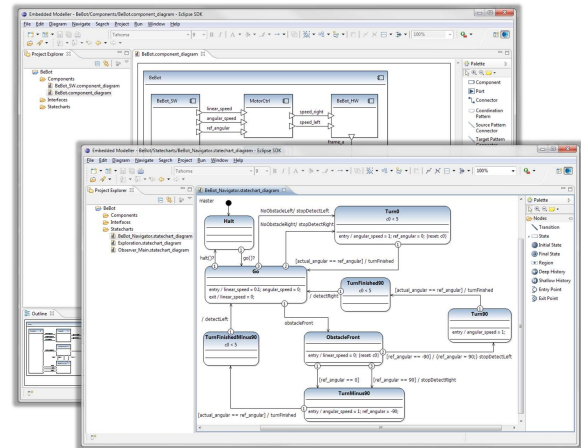 Embedded Modeller - BeBot/Components/BeBot.component_diagram - Eclipse SDK
File Edit Diagram Navigate Search Project Run Window Help
Tahoma 9 B I A 100%
Project Explorer
BeBot.component_diagram
BeBot
Components
BeBot_SW.component_diagram
BeBot.component_diagram
Interfaces
Statecharts
BeBot
BeBot_SW
MotorCtrl
BeBot_HW
linear_speed
angular_speed
ref_angular
speed_right
speed_left
Palette
Component
Port
Connector
Coordination
Pattern
Source Pattern
Connector
Target Pattern
Outline
Embedded Modeller - BeBot/Statecharts/BeBot_Navigator.statechart_diagram - Eclipse SDK
File Edit Diagram Navigate Search Project Run Window Help
Tahoma 9 B I A 100%
Project Explorer
BeBot
Components
Interfaces
Statecharts
BeBot_Navigator.statechart_diagram
Exploration.statechart_diagram
Observer_Main.statechart_diagram
BeBot_Navigator.statechart_diagram
master
Halt
halt()?
go()?
NoObstacleLeft/ stopDetectLeft
NoObstacleRight/ stopDetectRight
Turn0
c0 < 5
entry / angular_speed = 1; ref_angular = 0; {reset: c0}
[actual_angular == ref_angular] / turnFinished
Go
entry / linear_speed = 0.1; angular_speed = 0;
exit / linear_speed = 0;
TurnFinished90
c0 < 5
/ detectRight
[actual_angular == ref_angular] / turnFinished
Turn90
entry / angular_speed = 1;
/ detectLeft
obstacleFront
TurnFinishedMinus90
c0 < 5
ObstacleFront
entry / linear_speed = 0; {reset: c0}
[ref_angular == -90] / {ref_angular = 90;} stopDetectLeft
[ref_angular == 0]
[ref_angular == 90] / stopDetectRight
TurnMinus90
entry / angular_speed = 1; ref_angular = -90;
[actual_angular == ref_angular] / turnFinished
Palette
Nodes
Transition
State
Initial State
Final State
Region
Deep History
Shallow History
Entry Point
Exit Point